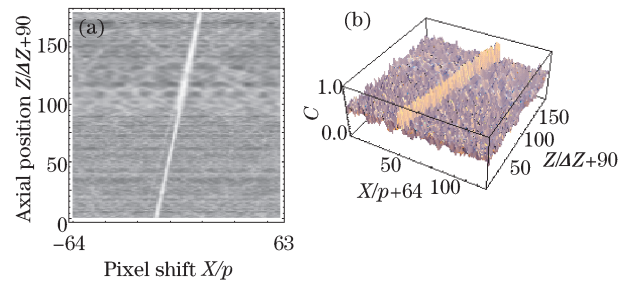 (a)
Axial position Z/ΔZ+90
150
100
50
0
−64
63
Pixel shift X/p
(b)
C
1.0
0.0
50
100
X/p+64
50
100
150
Z/ΔZ+90